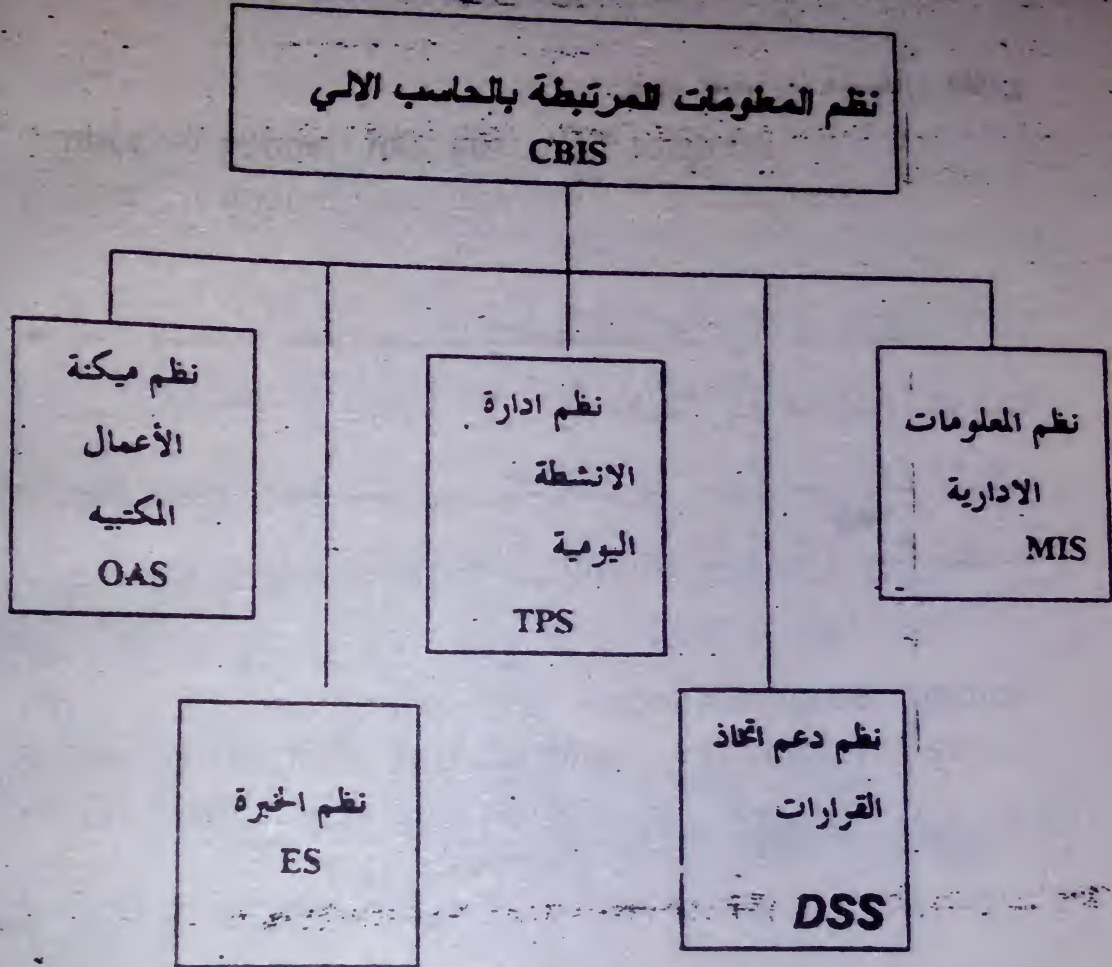 نظم المعلومات المرتبطة بالحاسب الالي
CBIS
نظم المعلومات
الادارية
MIS
نظم ادارة
الانشطة
اليومية
TPS
نظم ميكنة
الأعمال
المكتبيه
OAS
نظم دعم اتخاذ
القرارات
DSS
نظم الخبرة
ES